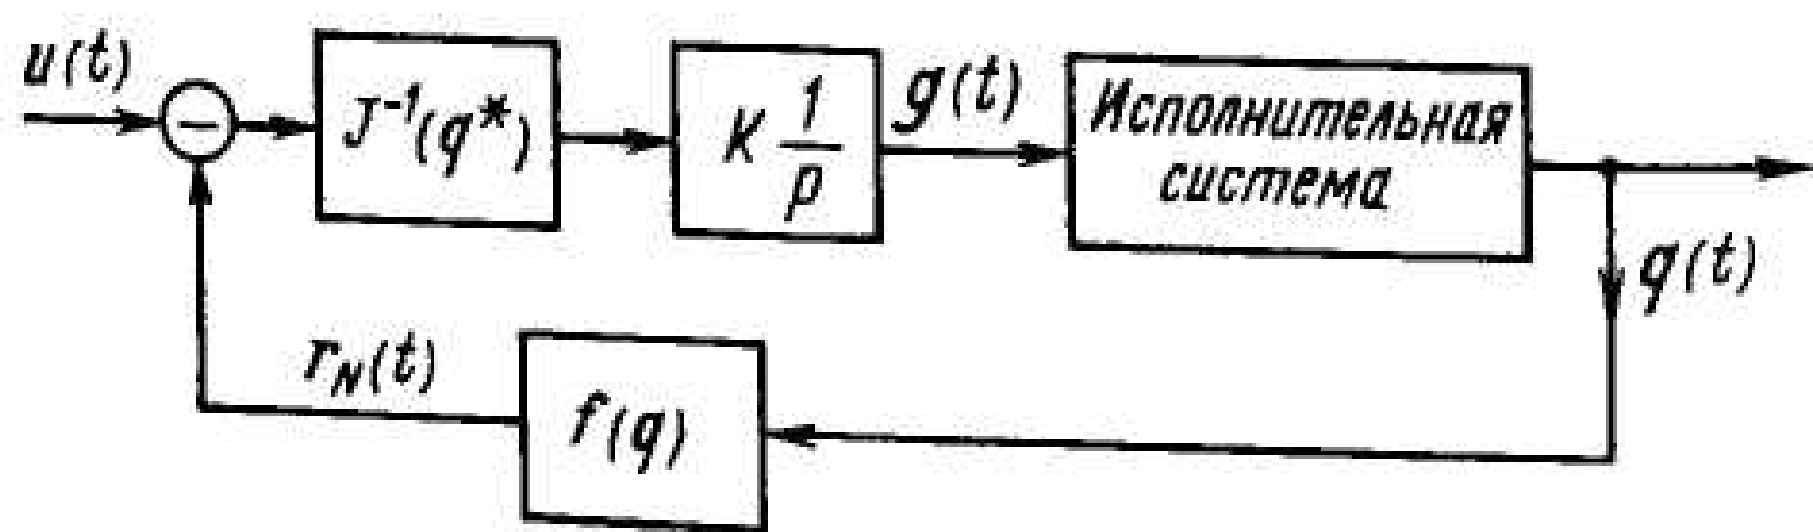 u(t)
−
J⁻¹(q*)
K 1/p
g(t)
Исполнительная
система
q(t)
r_N(t)
f(q)